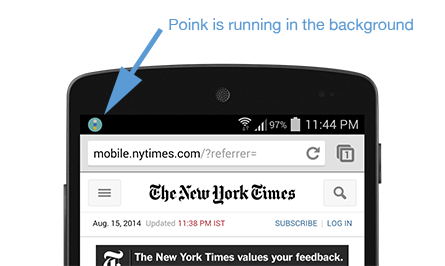 Poink is running in the background
97% 11:44 PM
mobile.nytimes.com/?referrer=
1
The New York Times
Aug. 15, 2014 Updated 11:38 PM IST SUBSCRIBE | LOG IN
The New York Times values your feedback.